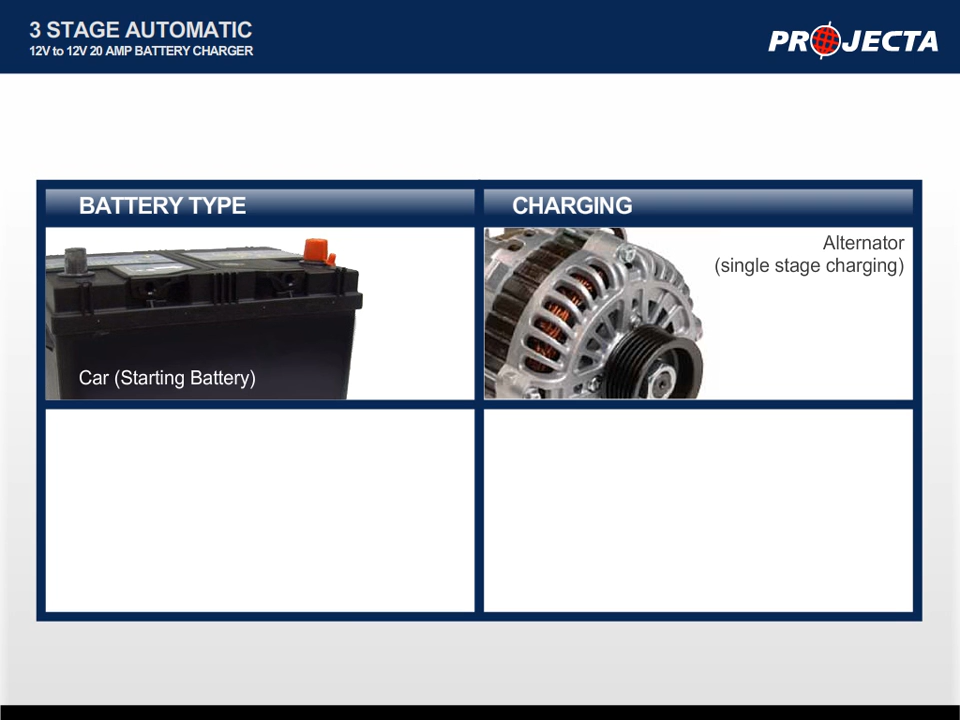 3 STAGE AUTOMATIC
12V to 12V 20 AMP BATTERY CHARGER
PROJECTA
BATTERY TYPE
CHARGING
Alternator
(single stage charging)
Car (Starting Battery)